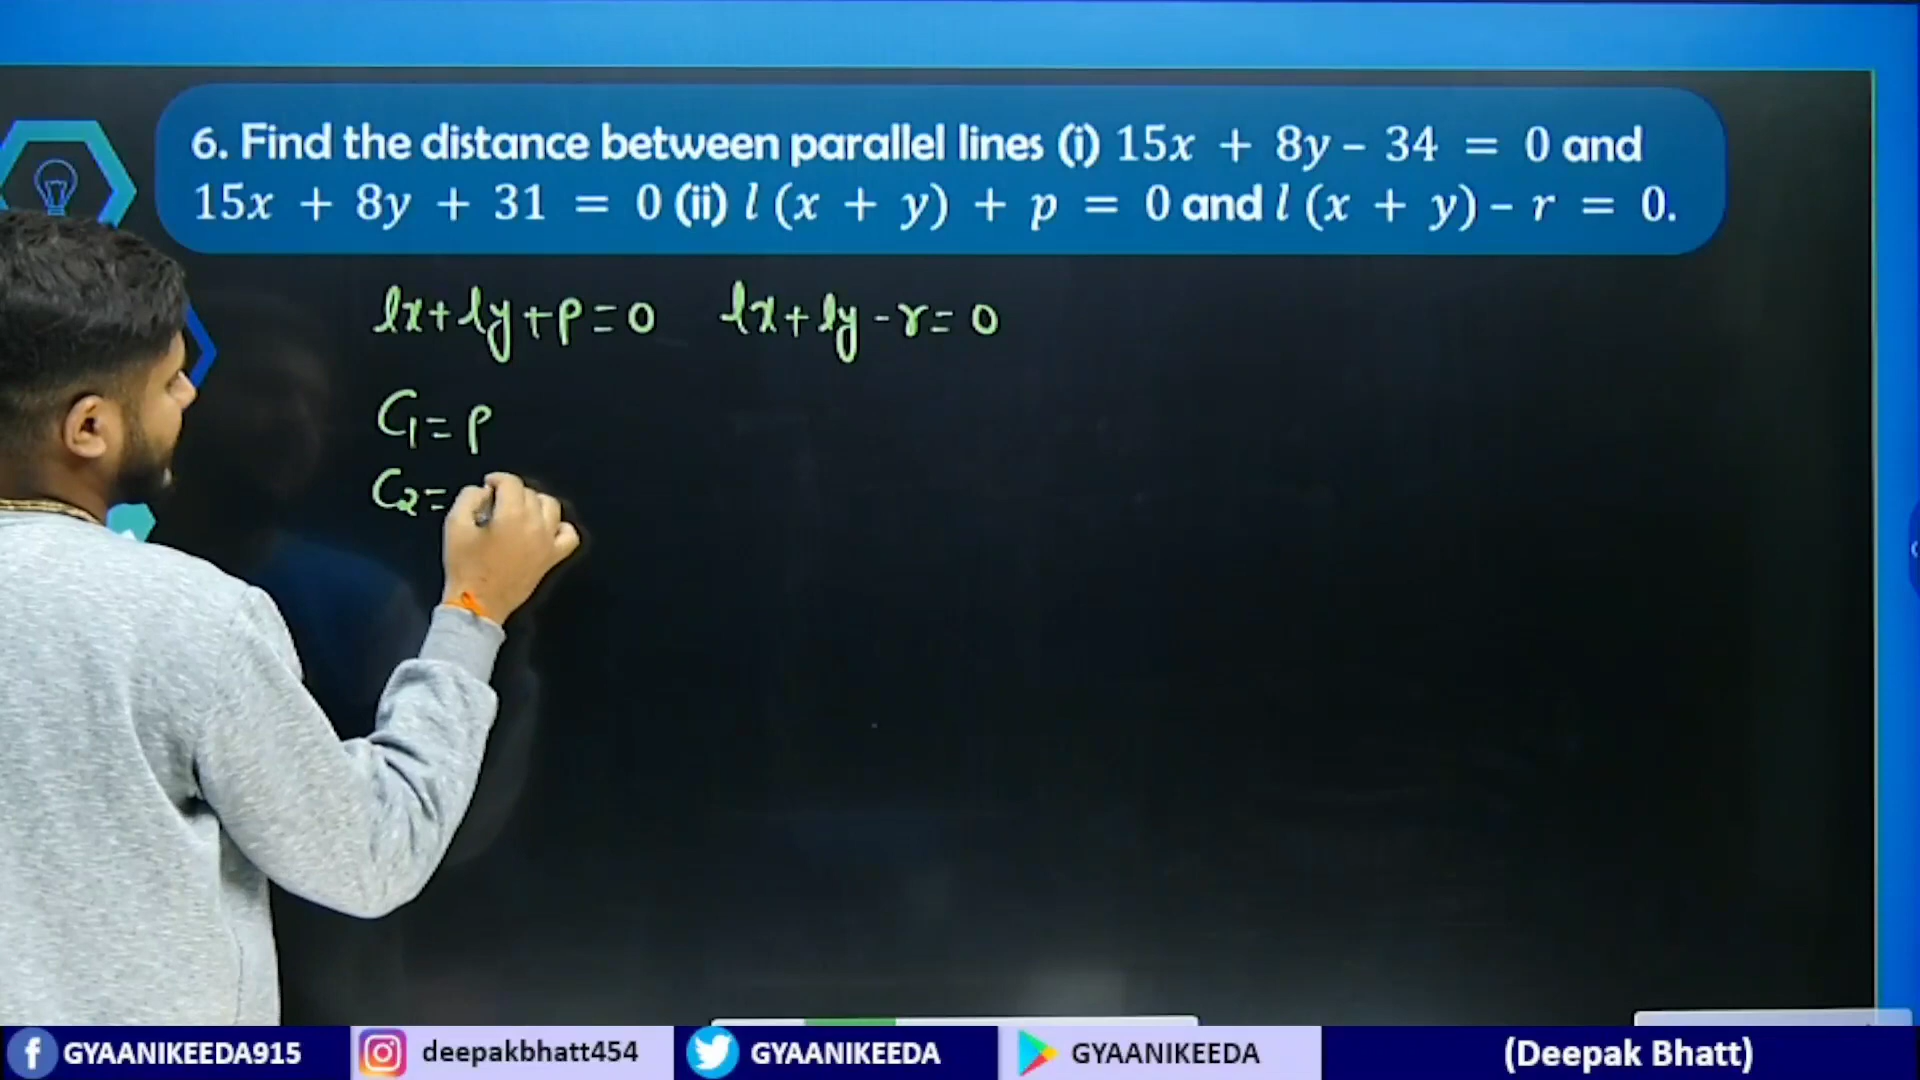 6. Find the distance between parallel lines (i) 15x + 8y – 34 = 0 and
15x + 8y + 31 = 0 (ii) l (x + y) + p = 0 and l (x + y) – r = 0.
lx+ly+p=0 lx+ly-r=0
C₁=p
C₂=
GYAANIKEEDA915 deepakbhatt454 GYAANIKEEDA GYAANIKEEDA (Deepak Bhatt)